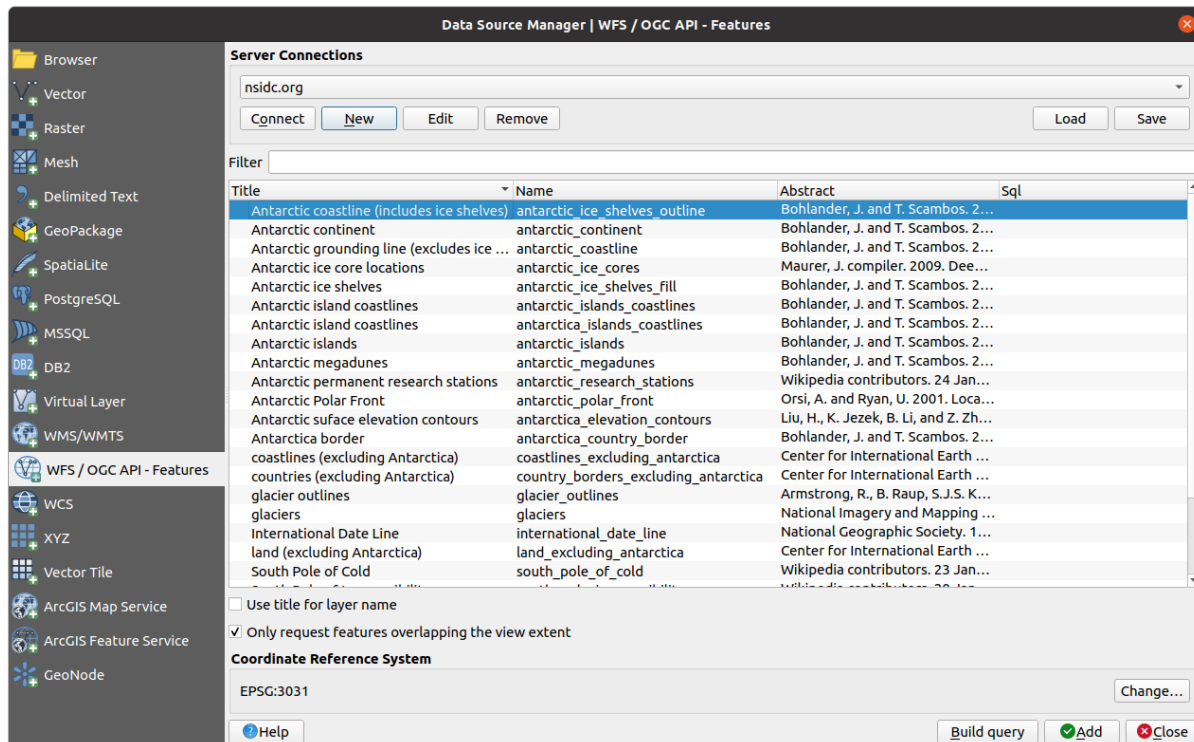 Data Source Manager | WFS / OGC API - Features
Browser
Vector
Raster
Mesh
Delimited Text
GeoPackage
SpatiaLite
PostgreSQL
MSSQL
DB2
DB2
Virtual Layer
WMS/WMTS
WFS / OGC API - Features
WCS
XYZ
Vector Tile
ArcGIS Map Service
ArcGIS Feature Service
GeoNode
Server Connections
nsidc.org
Connect New Edit Remove Load Save
Filter
Title Name Abstract Sql
Antarctic coastline (includes ice shelves) antarctic_ice_shelves_outline Bohlander, J. and T. Scambos. 2...
Antarctic continent antarctic_continent Bohlander, J. and T. Scambos. 2...
Antarctic grounding line (excludes ice ... antarctic_coastline Bohlander, J. and T. Scambos. 2...
Antarctic ice core locations antarctic_ice_cores Maurer, J. compiler. 2009. Dee...
Antarctic ice shelves antarctic_ice_shelves_fill Bohlander, J. and T. Scambos. 2...
Antarctic island coastlines antarctic_islands_coastlines Bohlander, J. and T. Scambos. 2...
Antarctic island coastlines antarctica_islands_coastlines Bohlander, J. and T. Scambos. 2...
Antarctic islands antarctic_islands Bohlander, J. and T. Scambos. 2...
Antarctic megadunes antarctic_megadunes Bohlander, J. and T. Scambos. 2...
Antarctic permanent research stations antarctic_research_stations Wikipedia contributors. 24 Jan...
Antarctic Polar Front antarctic_polar_front Orsi, A. and Ryan, U. 2001. Loca...
Antarctic suface elevation contours antarctica_elevation_contours Liu, H., K. Jezek, B. Li, and Z. Zh...
Antarctica border antarctica_country_border Bohlander, J. and T. Scambos. 2...
coastlines (excluding Antarctica) coastlines_excluding_antarctica Center for International Earth ...
countries (excluding Antarctica) country_borders_excluding_antarctica Center for International Earth ...
glacier outlines glacier_outlines Armstrong, R., B. Raup, S.J.S. K...
glaciers glaciers National Imagery and Mapping ...
International Date Line international_date_line National Geographic Society. 1...
land (excluding Antarctica) land_excluding_antarctica Center for International Earth ...
South Pole of Cold south_pole_of_cold Wikipedia contributors. 23 Jan...
Use title for layer name
Only request features overlapping the view extent
Coordinate Reference System
EPSG:3031 Change...
Help Build query Add Close